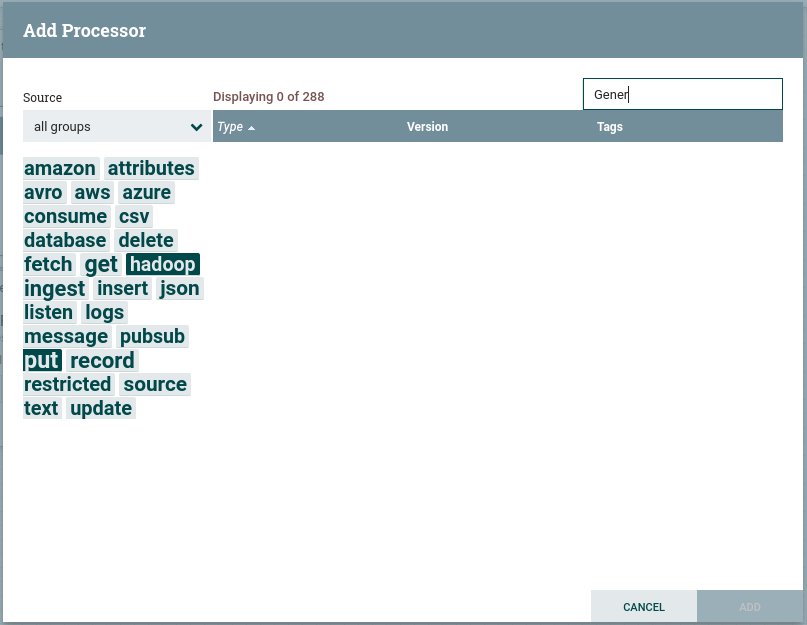 Add Processor
Source
Displaying 0 of 288
Gener
all groups
Type
Version
Tags
amazon attributes
avro aws azure
consume csv
database delete
fetch get hadoop
ingest insert json
listen logs
message pubsub
put record
restricted source
text update
CANCEL
ADD